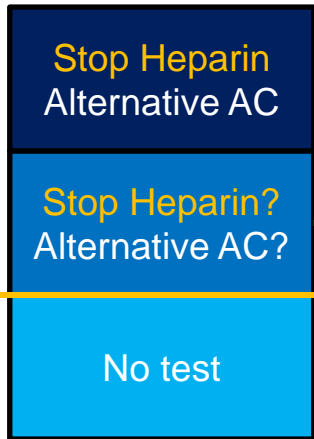 Stop Heparin
Alternative AC
Stop Heparin?
Alternative AC?
No test